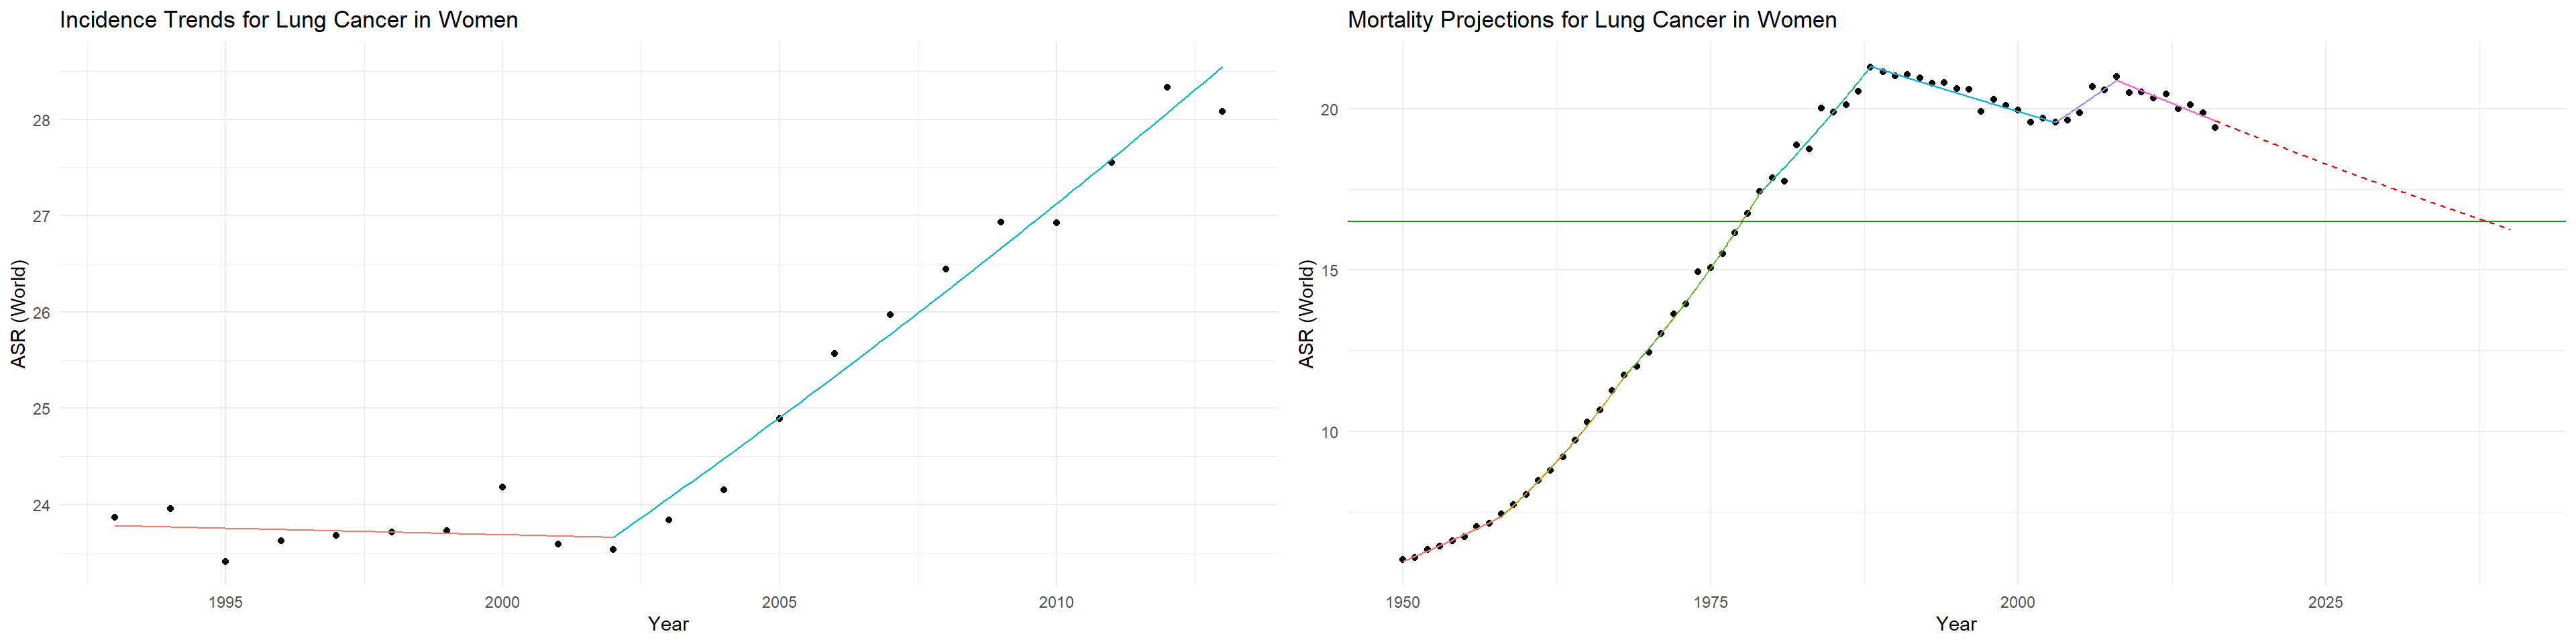 Incidence Trends for Lung Cancer in Women
ASR (World)
28
27
26
25
24
1995 2000 2005 2010
Year
Mortality Projections for Lung Cancer in Women
ASR (World)
20
15
10
1950 1975 2000 2025
Year